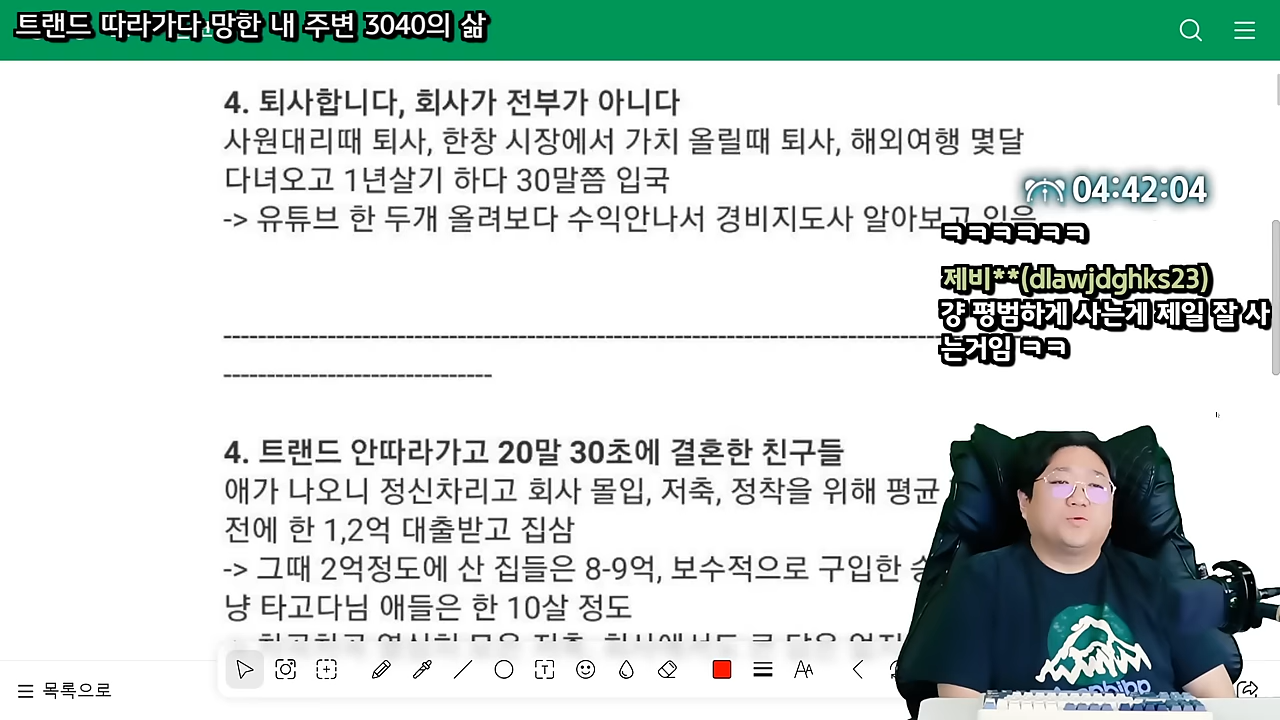 트랜드 따라가다 망한 내 주변 3040의 삶
4. 퇴사합니다, 회사가 전부가 아니다
사원대리때 퇴사, 한창 시장에서 가치 올릴때 퇴사, 해외여행 몇달
다녀오고 1년살기 하다 30말쯤 입국
-> 유튜브 한 두개 올려보다 수익안나서 경비지도사 알아보고 있음
04:42:04
ㅋㅋㅋㅋㅋㅋ
제비**(dlawjdghks23)
걍 평범하게 사는게 제일 잘 사
는거임 ㅋㅋ
--------------------------------------------------------------------------------
------------------------------
4. 트랜드 안따라가고 20말 30초에 결혼한 친구들
애가 나오니 정신차리고 회사 몰입, 저축, 정착을 위해 평균
전에 한 1,2억 대출받고 집삼
-> 그때 2억정도에 산 집들은 8-9억, 보수적으로 구입한
냥 타고다님 애들은 한 10살 정도
목록으로